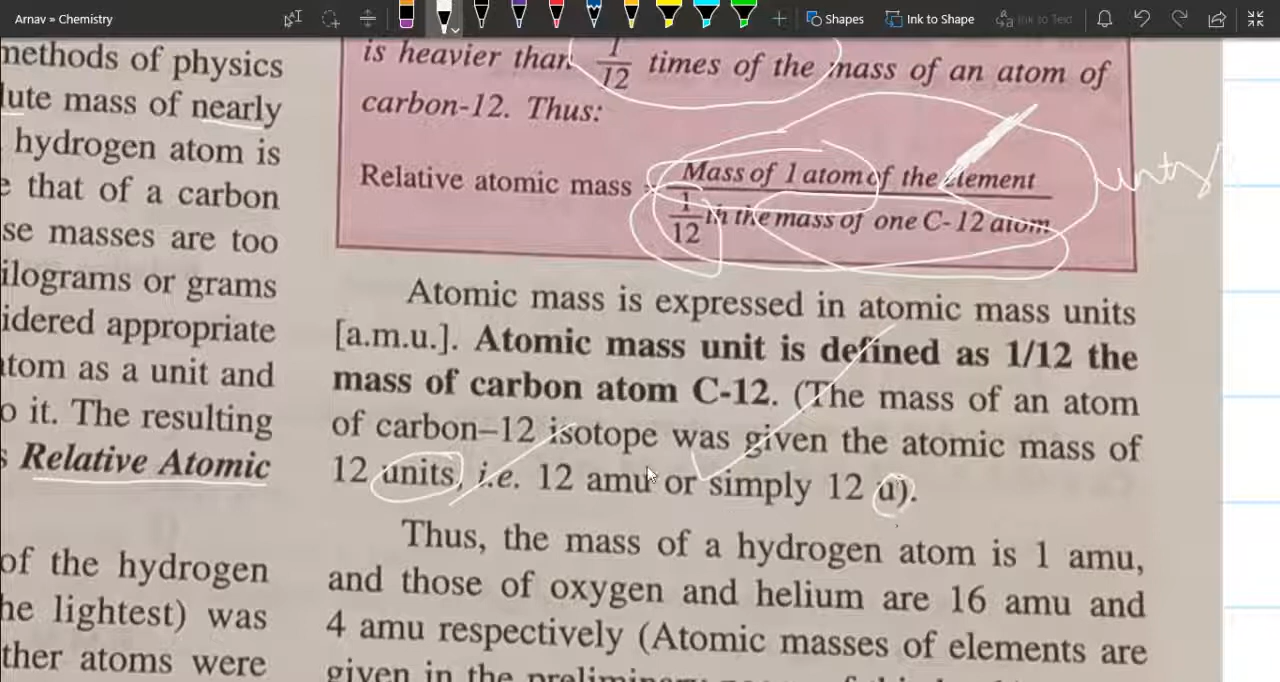 Arnav » Chemistry
Shapes
Ink to Shape
Ink to Text
methods of physics
lute mass of nearly
hydrogen atom is
that of a carbon
se masses are too
ilograms or grams
idered appropriate
tom as a unit and
o it. The resulting
s Relative Atomic
of the hydrogen
he lightest) was
ther atoms were
is heavier than 1/12 times of the mass of an atom of
carbon-12. Thus:
Relative atomic mass = Mass of 1 atom of the element
1/12 th the mass of one C-12 atom
units
Atomic mass is expressed in atomic mass units
[a.m.u.]. Atomic mass unit is defined as 1/12 the
mass of carbon atom C-12. (The mass of an atom
of carbon–12 isotope was given the atomic mass of
12 units, i.e. 12 amu or simply 12 u).
Thus, the mass of a hydrogen atom is 1 amu,
and those of oxygen and helium are 16 amu and
4 amu respectively (Atomic masses of elements are
given in the